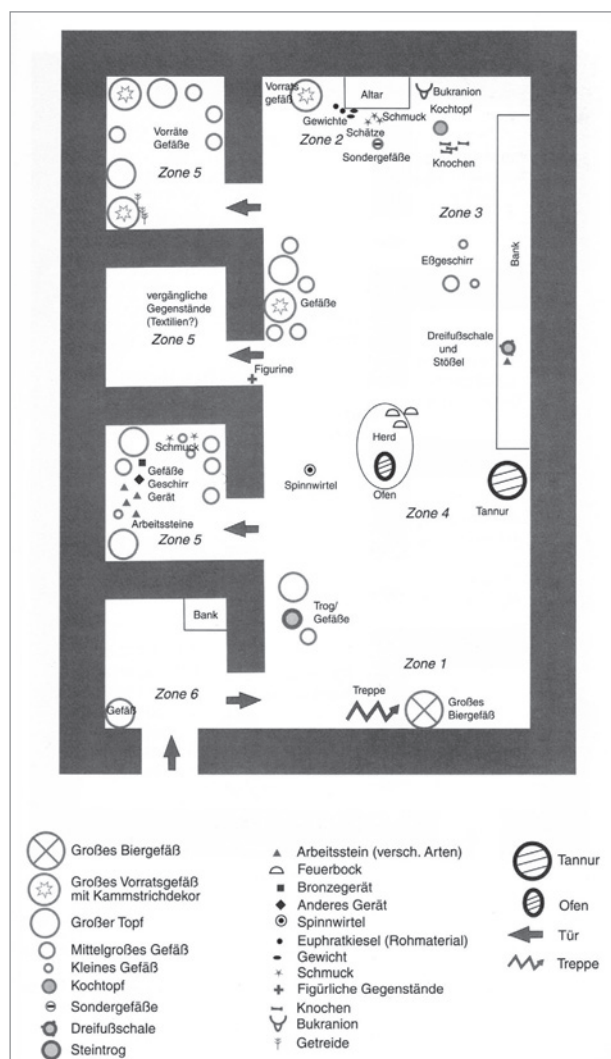 Vorrats
gefäß
Altar
Bukranion
Kochtopf
Gewichte
Schmuck
Schätze
Zone 2
Sondergefäße
Knochen
Vorräte
Gefäße
Zone 5
Zone 3
Eßgeschirr
Bank
Gefäße
vergängliche
Gegenstände
(Textilien?)
Zone 5
Figurine
Dreifußschale
und
Stößel
Schmuck
Gefäße
Geschirr
Gerät
Arbeitssteine
Zone 5
Herd
Ofen
Spinnwirtel
Zone 4
Tannur
Bank
Trog/
Gefäße
Zone 6
Gefäß
Zone 1
Treppe
Großes
Biergefäß
Großes Biergefäß
Großes Vorratsgefäß
mit Kammstrichdekor
Großer Topf
Mittelgroßes Gefäß
Kleines Gefäß
Kochtopf
Sondergefäße
Dreifußschale
Steintrog
Arbeitsstein (versch. Arten)
Feuerbock
Bronzegerät
Anderes Gerät
Spinnwirtel
Euphratkiesel (Rohmaterial)
Gewicht
Schmuck
Figürliche Gegenstände
Knochen
Bukranion
Getreide
Tannur
Ofen
Tür
Treppe